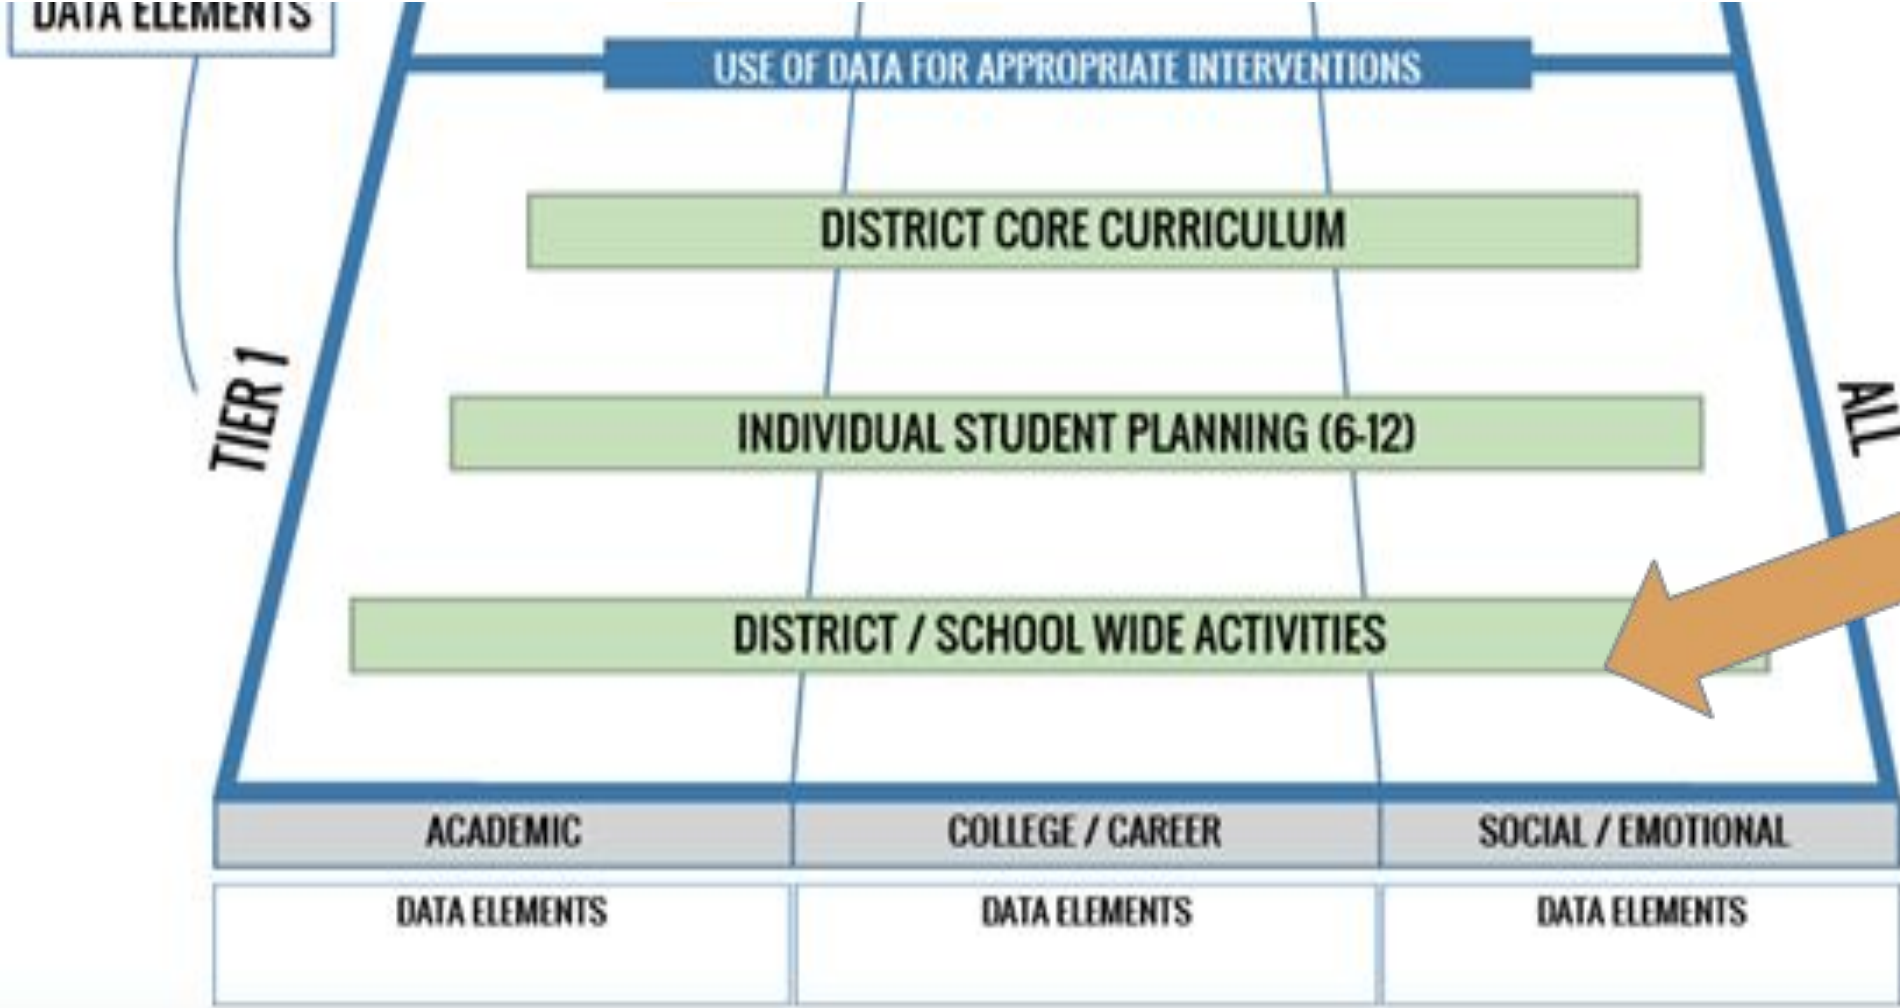 DATA ELEMENTS
USE OF DATA FOR APPROPRIATE INTERVENTIONS
DISTRICT CORE CURRICULUM
TIER 1
ALL
INDIVIDUAL STUDENT PLANNING (6-12)
DISTRICT / SCHOOL WIDE ACTIVITIES
ACADEMIC
COLLEGE / CAREER
SOCIAL / EMOTIONAL
DATA ELEMENTS
DATA ELEMENTS
DATA ELEMENTS